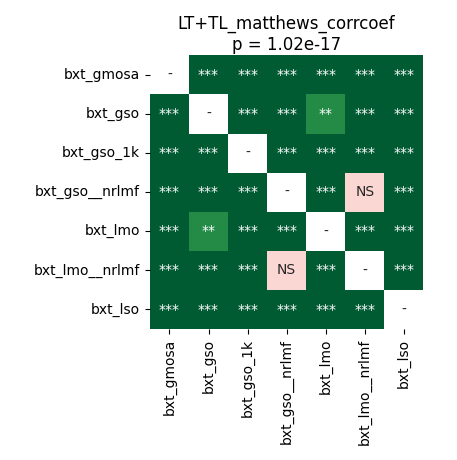 LT+TL_matthews_corrcoef
p = 1.02e-17
bxt_gmosa - *** *** *** *** *** ***
bxt_gso *** - *** *** ** *** ***
bxt_gso_1k *** *** - *** *** *** ***
bxt_gso__nrlmf *** *** *** - *** NS ***
bxt_lmo *** ** *** *** - *** ***
bxt_lmo__nrlmf *** *** *** NS *** - ***
bxt_lso *** *** *** *** *** *** -
bxt_gmosa
bxt_gso
bxt_gso_1k
bxt_gso__nrlmf
bxt_lmo
bxt_lmo__nrlmf
bxt_lso